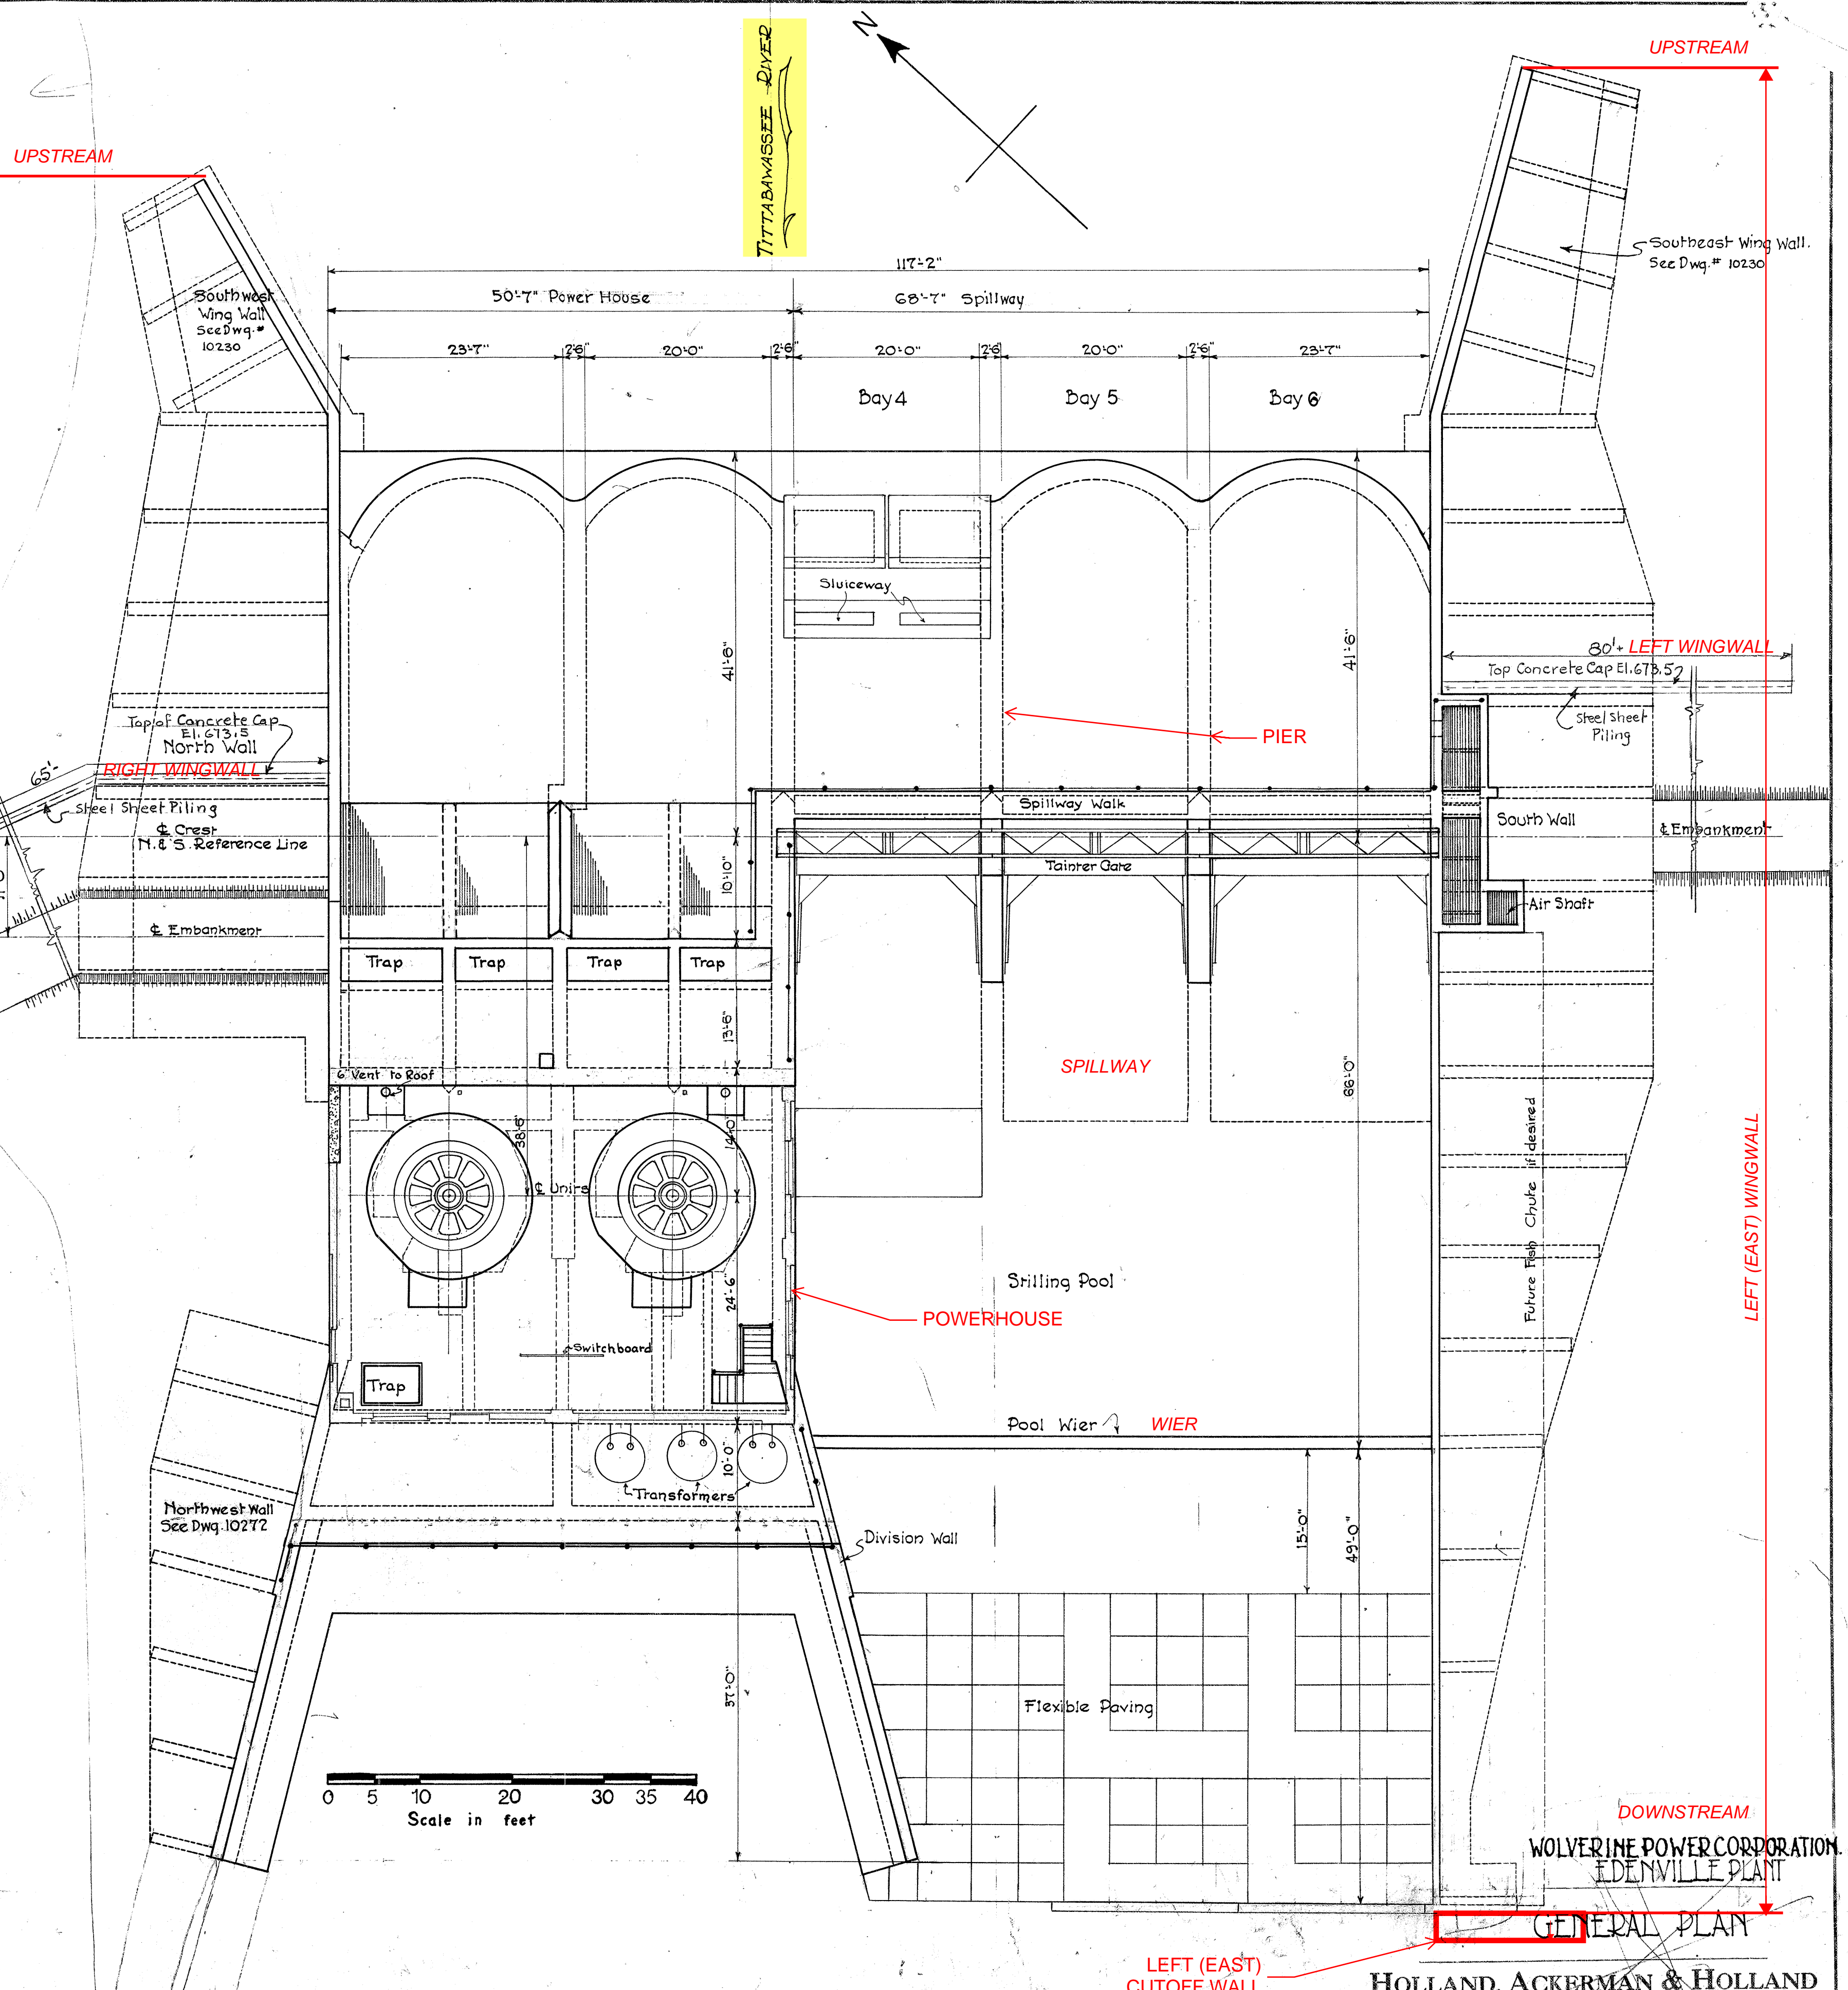 N
TITTABAWASSEE RIVER
UPSTREAM
UPSTREAM
Southeast Wing Wall.
See Dwg.# 10230
117'-2"
50'-7" Power House
68'-7" Spillway
Southwest
Wing Wall
See Dwg.#
10230
23'-7"
2'6"
20'-0"
2'-6"
20'-0"
2'6"
20'-0"
2'-6"
23'-7"
Bay 4
Bay 5
Bay 6
Sluiceway
41'-6"
41'-6"
80'+ LEFT WINGWALL
Top Concrete Cap El.673.5
Steel Sheet
Piling
PIER
Top of Concrete Cap
El. 673.5
North Wall
65'-
RIGHT WINGWALL
Steel Sheet Piling
℄ Crest
N. & S. Reference Line
Spillway Walk
South Wall
℄ Embankment
Tainter Gate
10'-10"
Air Shaft
℄ Embankment
Trap
Trap
Trap
Trap
13'-6"
SPILLWAY
66'-0"
6" Vent to Roof
38'-6"
14'-0"
℄ Units
Future Fish Chute if desired
LEFT (EAST) WINGWALL
Stilling Pool
24'-6"
POWERHOUSE
Switchboard
Trap
Pool Wier
WIER
10'-0"
Transformers
Northwest Wall
See Dwg. 10272
Division Wall
15'-0"
49'-0"
37'-0"
Flexible Paving
0 5 10 20 30 35 40
Scale in feet
DOWNSTREAM
WOLVERINE POWER CORPORATION.
EDENVILLE PLANT
GENERAL PLAN
LEFT (EAST)
CUTOFF WALL
HOLLAND, ACKERMAN & HOLLAND